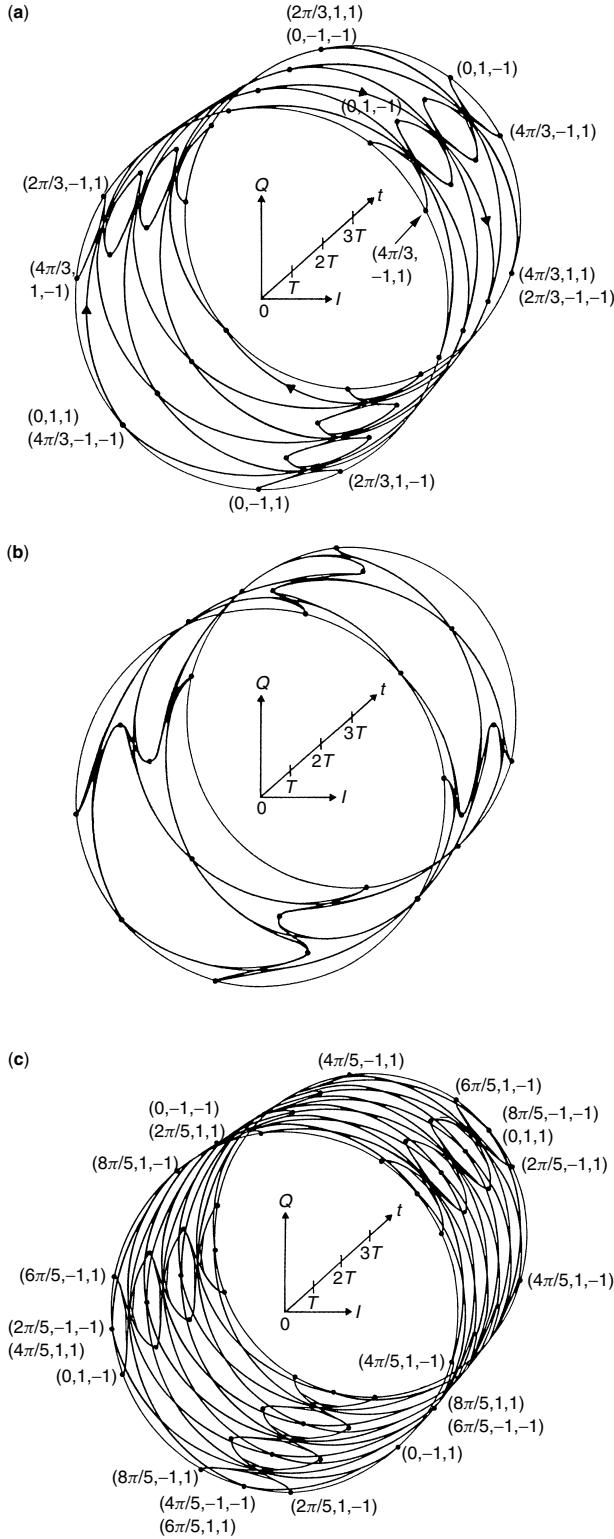 (a)
(2π/3,1,1)
(0,−1,−1)
(0,1,−1)
(0,1,−1)
(4π/3,−1,1)
(2π/3,−1,1)
Q
t
3T
2T
T
0
I
(4π/3,
−1,1)
(4π/3,
1,−1)
(4π/3,1,1)
(2π/3,−1,−1)
(0,1,1)
(4π/3,−1,−1)
(2π/3,1,−1)
(0,−1,1)
(b)
Q
t
3T
2T
T
0
I
(c)
(4π/5,−1,1)
(6π/5,1,−1)
(0,−1,−1)
(2π/5,1,1)
(8π/5,−1,−1)
(0,1,1)
(8π/5,1,−1)
(2π/5,−1,1)
Q
t
3T
2T
T
0
I
(6π/5,−1,1)
(4π/5,1,−1)
(2π/5,−1,−1)
(4π/5,1,1)
(0,1,−1)
(4π/5,1,−1)
(8π/5,1,1)
(6π/5,−1,−1)
(0,−1,1)
(8π/5,−1,1)
(4π/5,−1,−1)
(6π/5,1,1)
(2π/5,1,−1)